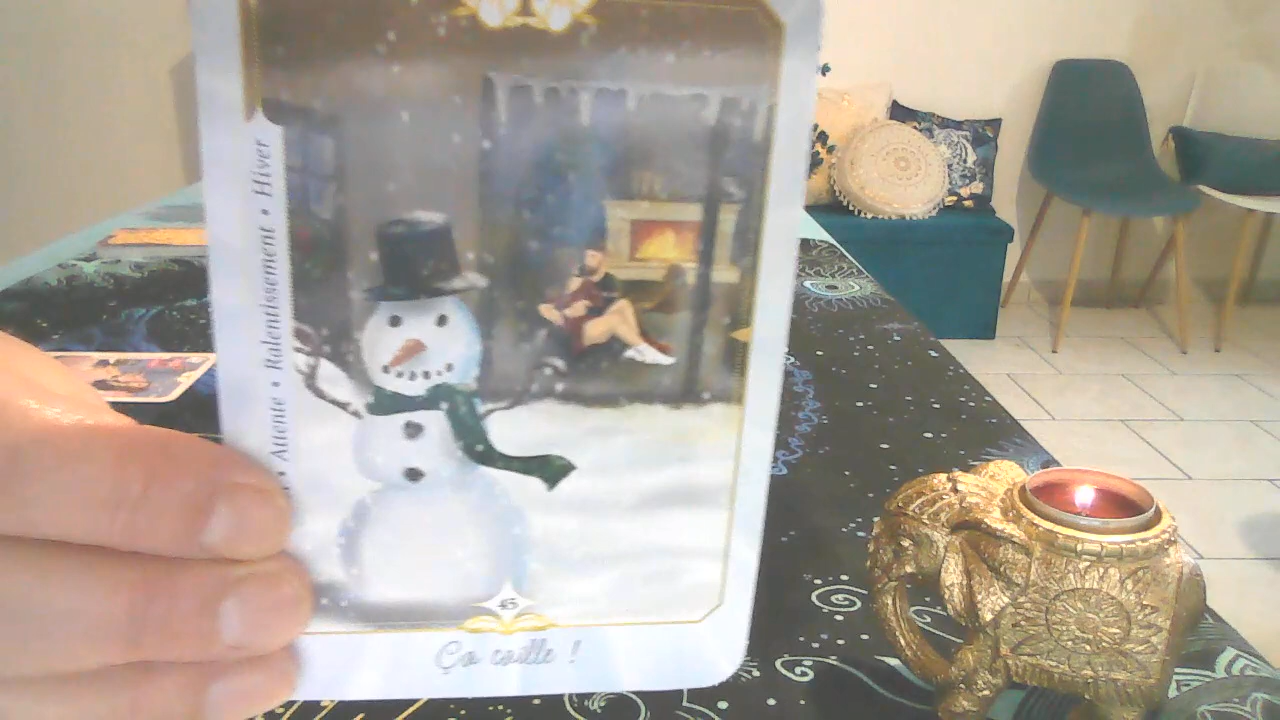 • Attente • Ralentissement • Hiver
45
Ça caille !